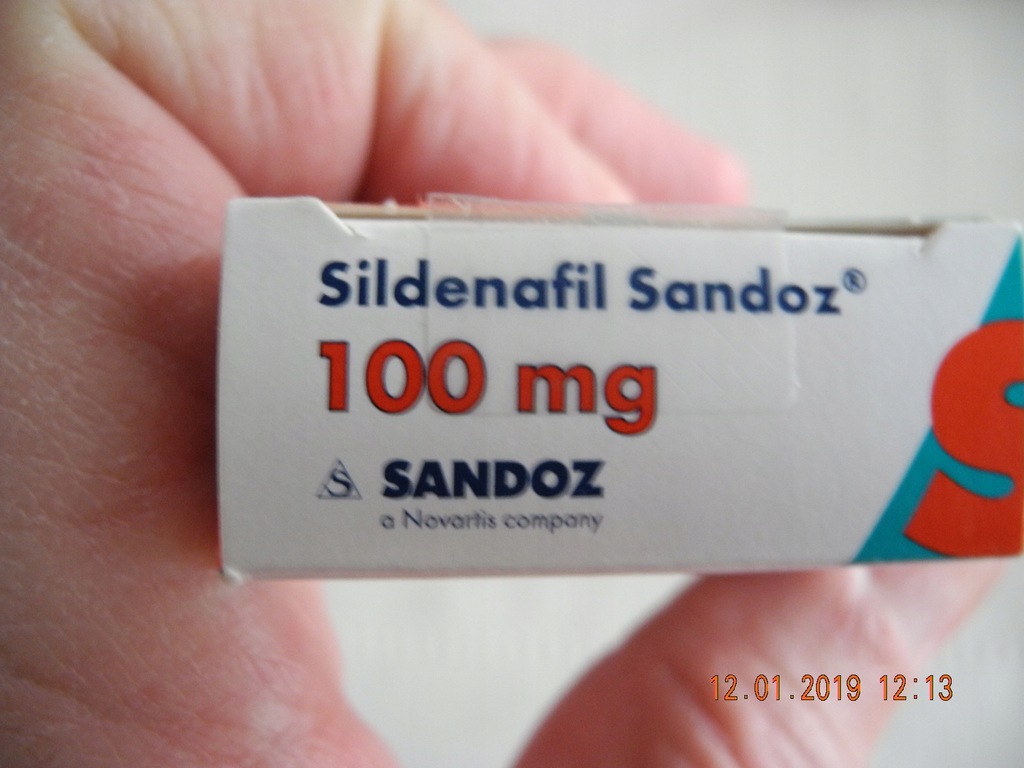 Sildenafil Sandoz®
100 mg
S SANDOZ
a Novartis company
S
12.01.2019 12:13